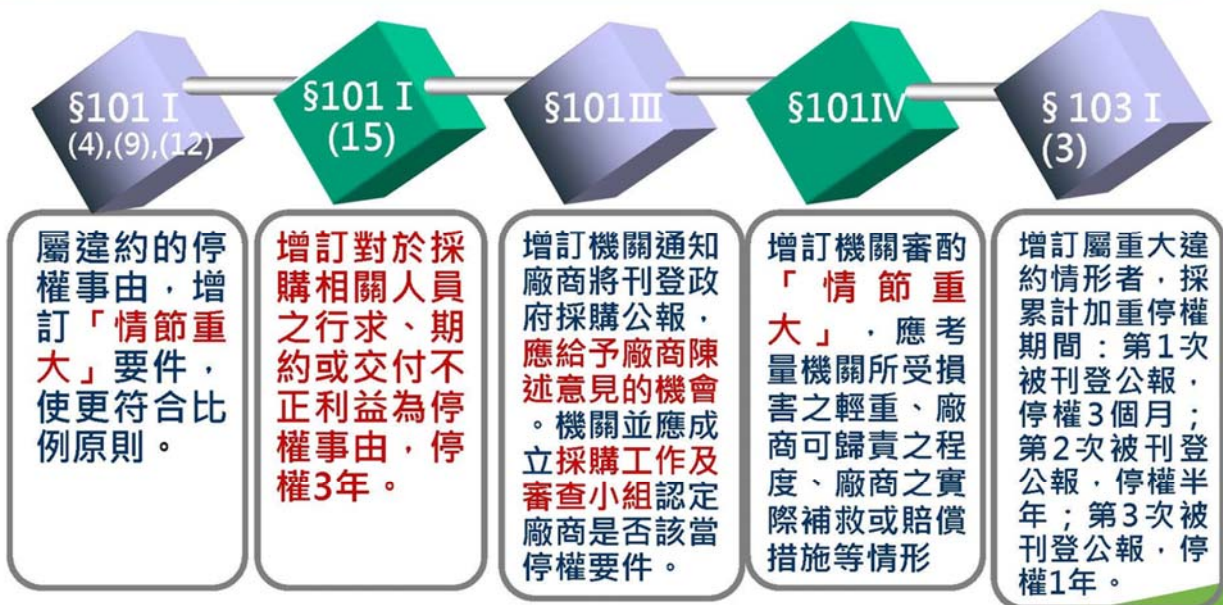 §101 I
(4),(9),(12)
§101 I
(15)
§101Ⅲ
§101Ⅳ
§ 103 I
(3)
屬違約的停
權事由，增
訂「情節重
大」要件，
使更符合比
例原則。
增訂對於採
購相關人員
之行求、期
約或交付不
正利益為停
權事由，停
權3年。
增訂機關通知
廠商將刊登政
府採購公報，
應給予廠商陳
述意見的機會
。機關並應成
立採購工作及
審查小組認定
廠商是否該當
停權要件。
增訂機關審酌
「情節重
大」，應考
量機關所受損
害之輕重、廠
商可歸責之程
度、廠商之實
際補救或賠償
措施等情形
增訂屬重大違
約情形者，採
累計加重停權
期間：第1次
被刊登公報，
停權3個月；
第2次被刊登
公報，停權半
年；第3次被
刊登公報，停
權1年。